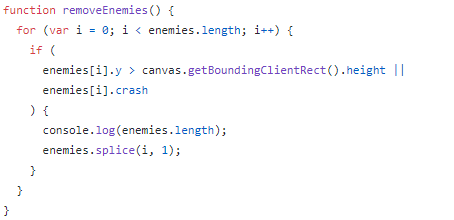 function removeEnemies() {
  for (var i = 0; i < enemies.length; i++) {
    if (
      enemies[i].y > canvas.getBoundingClientRect().height ||
      enemies[i].crash
    ) {
      console.log(enemies.length);
      enemies.splice(i, 1);
    }
  }
}